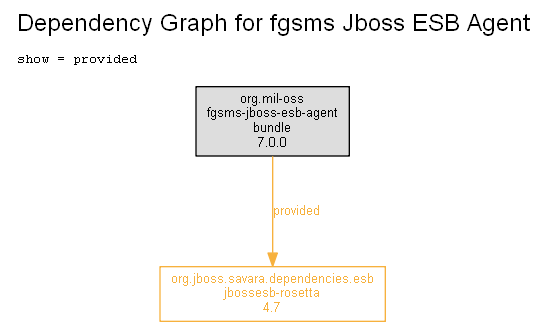 Dependency Graph for fgsms Jboss ESB Agent
show = provided
org.mil-oss
fgsms-jboss-esb-agent
bundle
7.0.0
provided
org.jboss.savara.dependencies.esb
jbossesb-rosetta
4.7